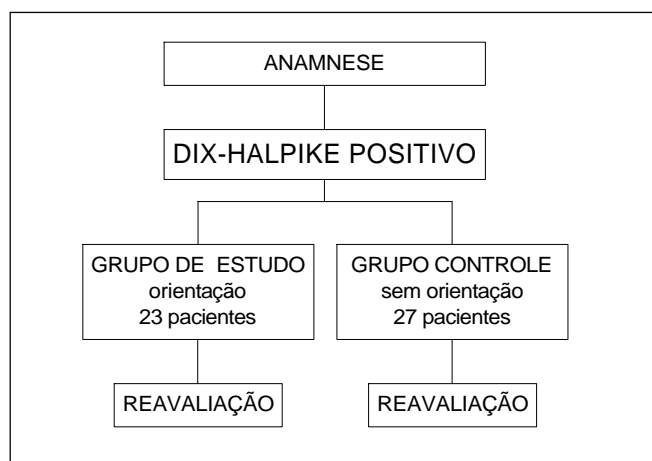 ANAMNESE
DIX-HALPIKE POSITIVO
GRUPO DE ESTUDO
orientação
23 pacientes
GRUPO CONTROLE
sem orientação
27 pacientes
REAVALIAÇÃO
REAVALIAÇÃO